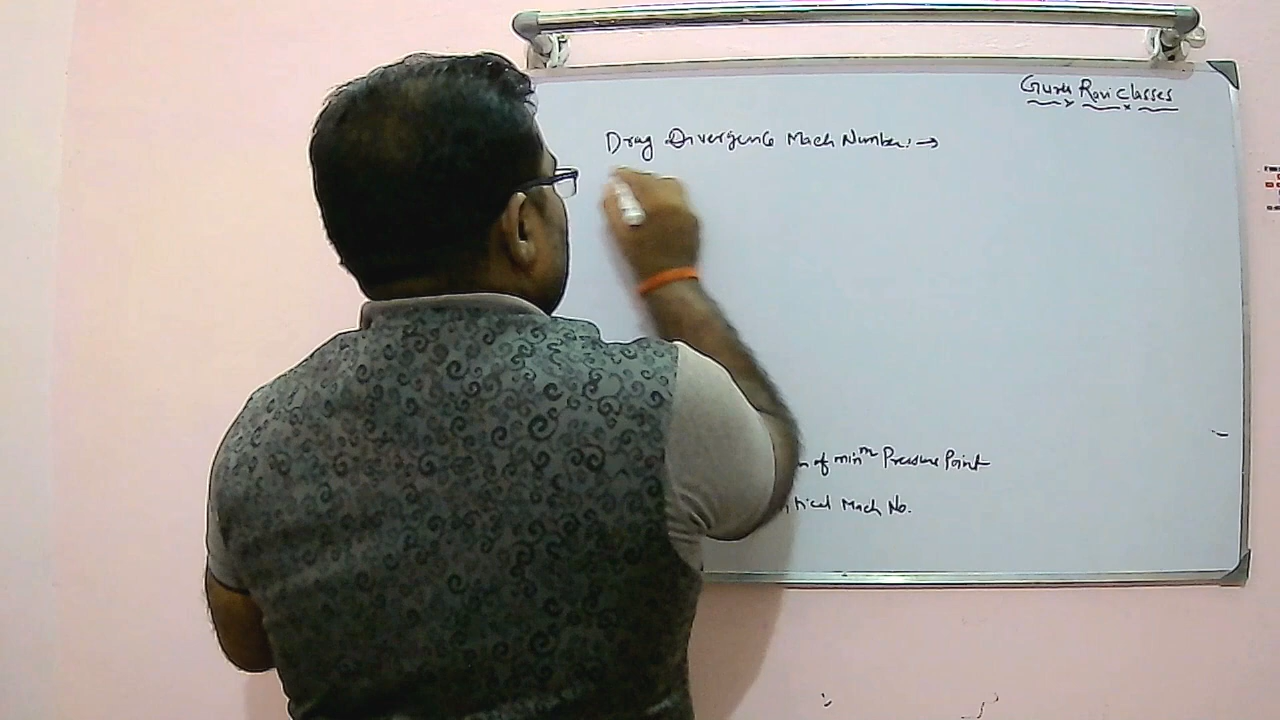 Guru Ravi Classes
Drag Divergence Mach Number: →
of minm Pressure Point
tical Mach No.